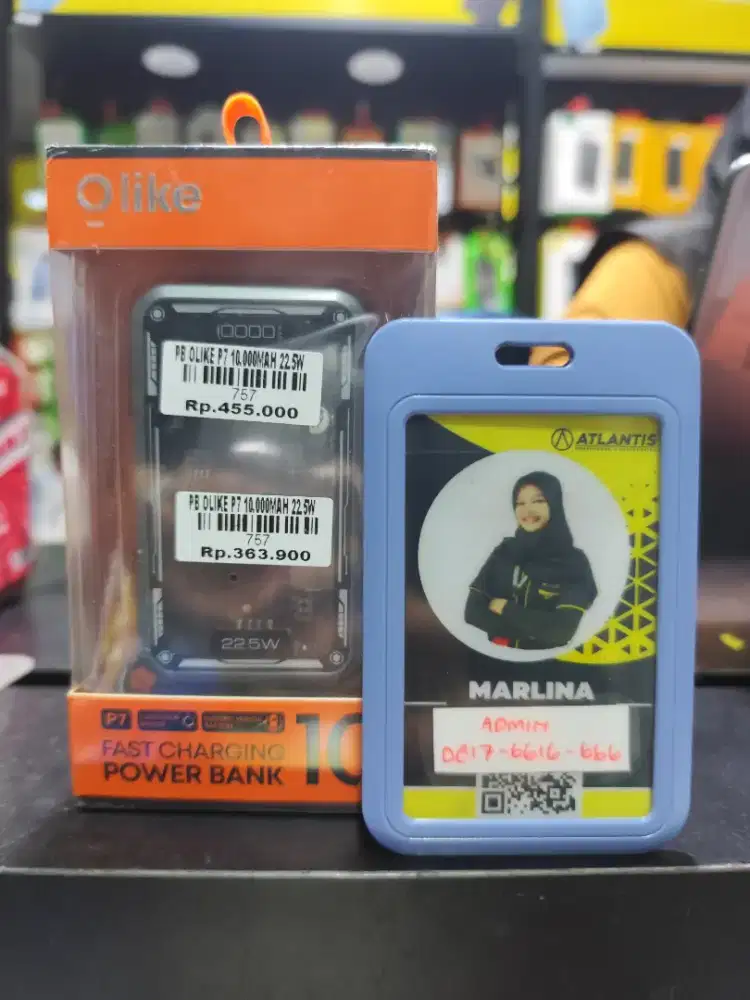 Olike
10000
PB OLIKE P7 10.000MAH 22.5W
757
Rp.455.000
PB OLIKE P7 10.000MAH 22.5W
757
Rp.363.900
22.5W
P7
FAST CHARGING
POWER BANK
10
ATLANTIS
MARLINA
ADMIN
0817-6616-666